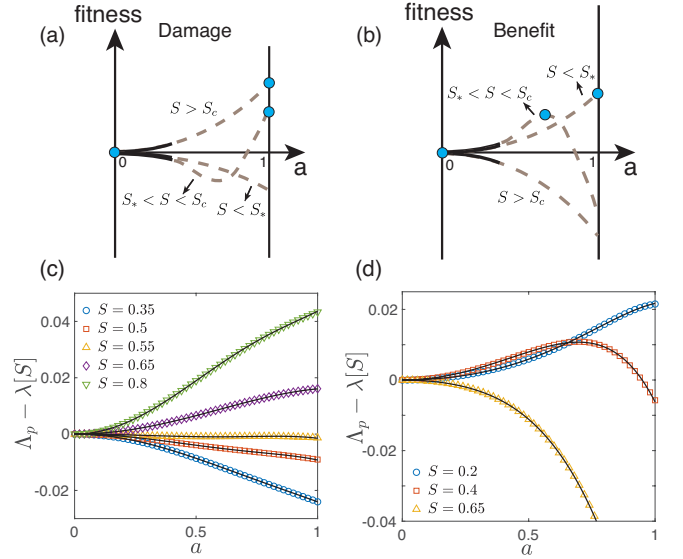 (a)
fitness
Damage
S > S_c
0
1
a
S_* < S < S_c
S < S_*
(b)
fitness
Benefit
S < S_*
S_* < S < S_c
0
1
a
S > S_c
(c)
S = 0.35
S = 0.5
S = 0.55
S = 0.65
S = 0.8
0.04
0.02
0
-0.02
Λ_p − λ[S]
0
0.5
1
a
(d)
0.02
0
-0.02
-0.04
Λ_p − λ[S]
S = 0.2
S = 0.4
S = 0.65
0
0.5
1
a